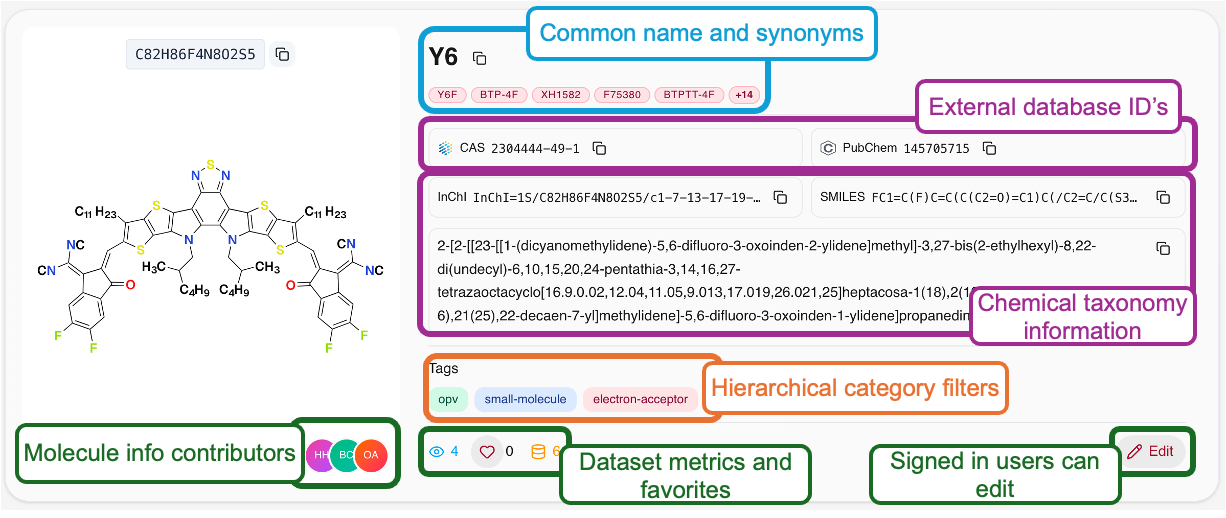 C82H86F4N8O2S5
Common name and synonyms
Y6
Y6F BTP-4F XH1582 F75380 BTPTT-4F +14
External database ID’s
CAS 2304444-49-1
PubChem 145705715
InChI InChI=1S/C82H86F4N8O2S5/c1-7-13-17-19-…
SMILES FC1=C(F)C=C(C(C2=O)=C1)C(/C2=C/C(S3…
2-[2-[[23-[[1-(dicyanomethylidene)-5,6-difluoro-3-oxoinden-2-ylidene]methyl]-3,27-bis(2-ethylhexyl)-8,22-
di(undecyl)-6,10,15,20,24-pentathia-3,14,16,27-
tetrazaoctacyclo[16.9.0.02,12.04,11.05,9.013,17.019,26.021,25]heptacosa-1(18),2(1
6),21(25),22-decaen-7-yl]methylidene]-5,6-difluoro-3-oxoinden-1-ylidene]propanedin
Chemical taxonomy
information
N S N
C11 H23 S S C11 H23
S N N S
NC CN
CN H3C CH3 NC
O C4H9 C4H9 O
F F
F F
Tags
opv small-molecule electron-acceptor
Hierarchical category filters
Molecule info contributors
HH BC OA
4 0 6
Dataset metrics and
favorites
Signed in users can
edit
Edit